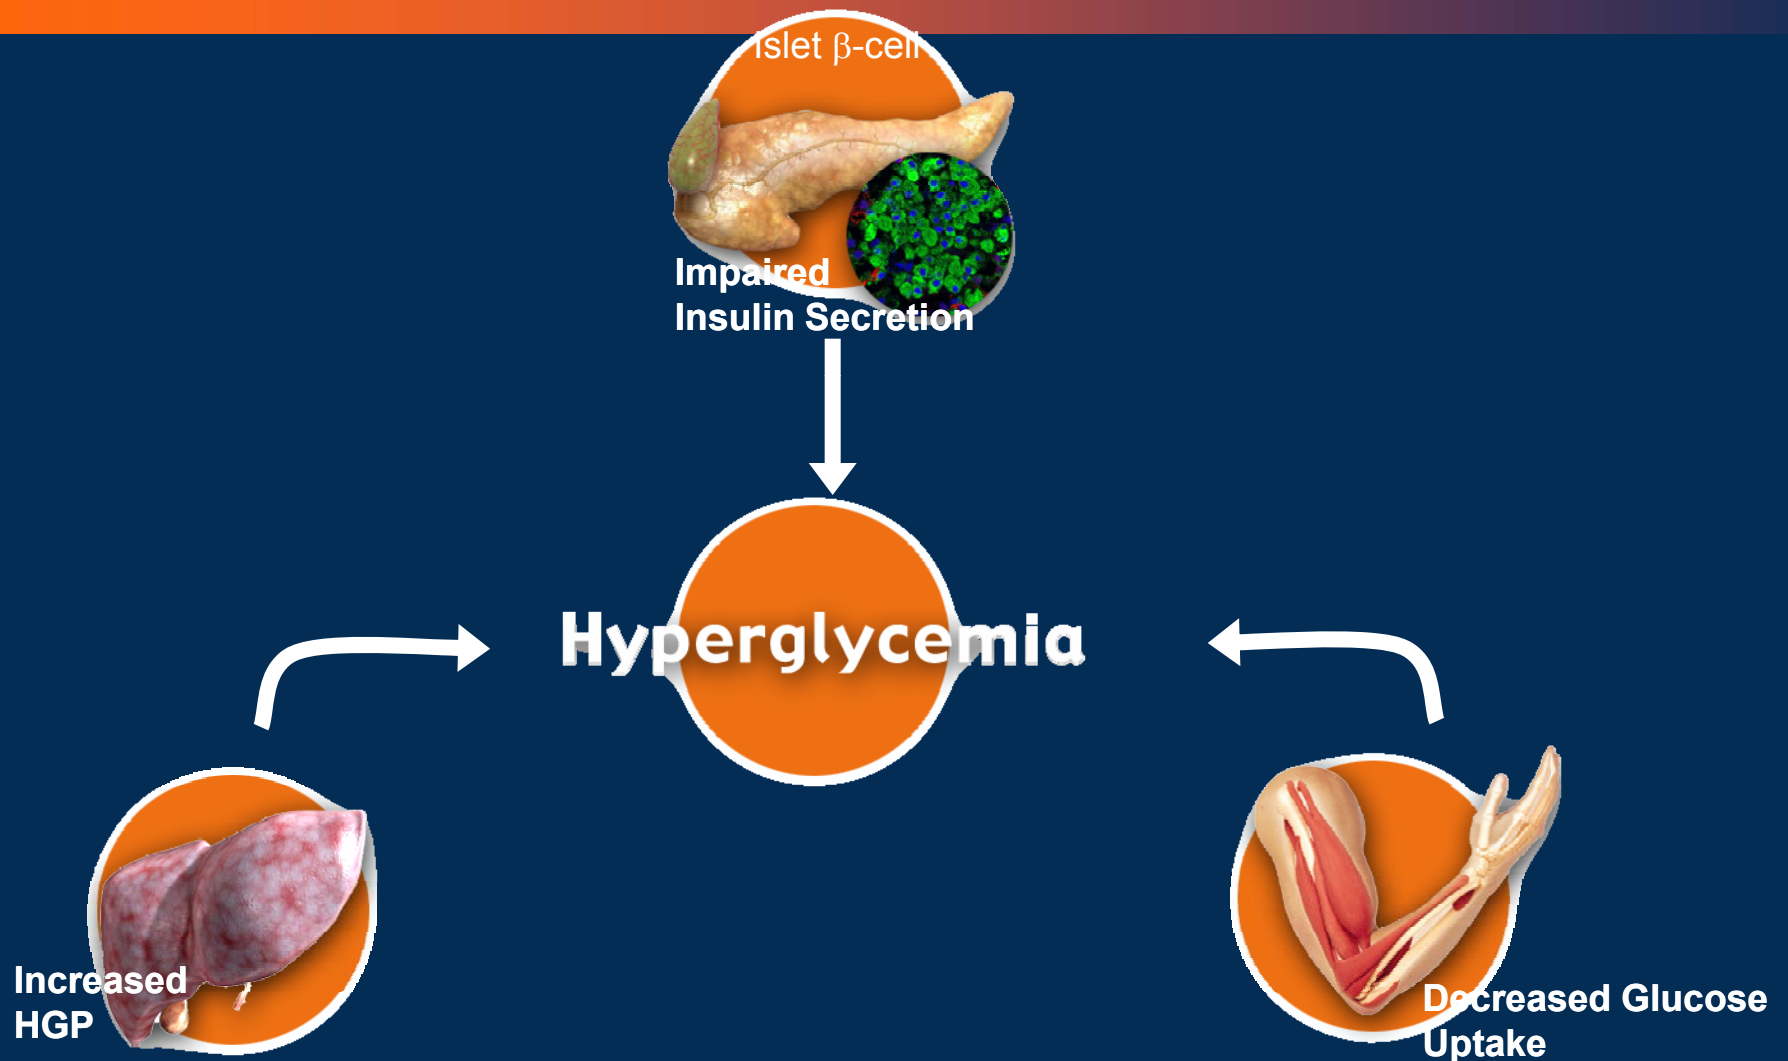 Islet β-cell
Impaired
Insulin Secretion
Hyperglycemia
Increased
HGP
Decreased Glucose
Uptake